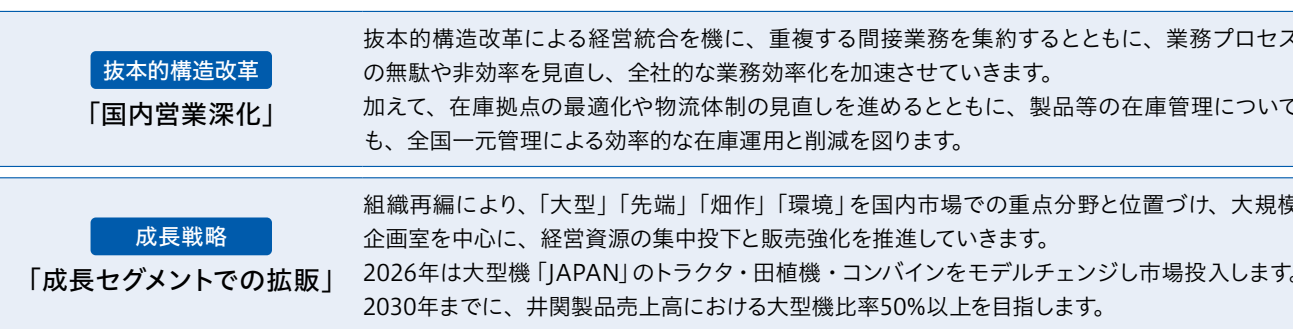 抜本的構造改革
「国内営業深化」
抜本的構造改革による経営統合を機に、重複する間接業務を集約するとともに、業務プロセス
の無駄や非効率を見直し、全社的な業務効率化を加速させていきます。
加えて、在庫拠点の最適化や物流体制の見直しを進めるとともに、製品等の在庫管理について
も、全国一元管理による効率的な在庫運用と削減を図ります。
成長戦略
「成長セグメントでの拡販」
組織再編により、「大型」「先端」「畑作」「環境」を国内市場での重点分野と位置づけ、大規模
企画室を中心に、経営資源の集中投下と販売強化を推進していきます。
2026年は大型機「JAPAN」のトラクタ・田植機・コンバインをモデルチェンジし市場投入します。
2030年までに、井関製品売上高における大型機比率50%以上を目指します。